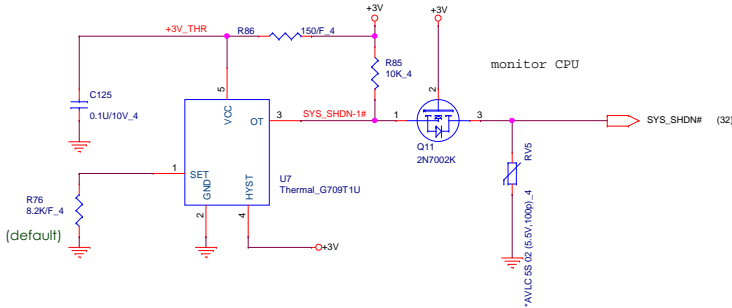 +3V
+3V
+3V_THR
R86
150/F_4
R85
10K_4
monitor CPU
C125
0.1U/10V_4
5
VCC
OT
3
SYS_SHDN-1#
1
2
3
SYS_SHDN#
(32)
Q11
2N7002K
RV5
*AVLC 5S 02 (5.5V,100p)_4
1
SET
GND
HYST
U7
Thermal_G709T1U
R76
8.2K/F_4
(default)
2
4
+3V